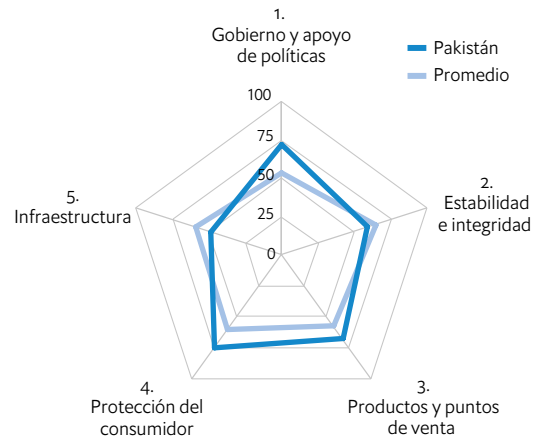 1.
Gobierno y apoyo
de políticas
Pakistán
Promedio
100
75
50
25
0
2.
Estabilidad
e integridad
3.
Productos y puntos
de venta
4.
Protección del
consumidor
5.
Infraestructura